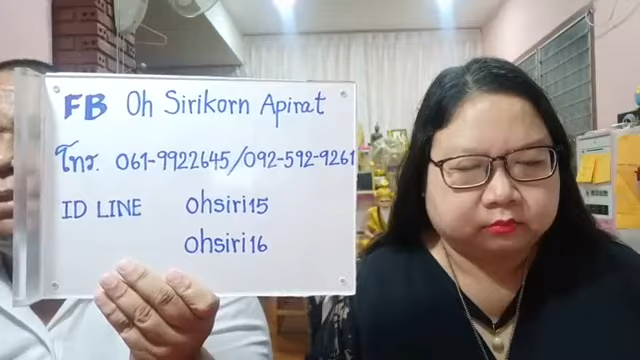 FB Oh Sirikorn Apirat
โทร. 061-9922645/092-592-9261
ID LINE ohsiri15
ohsiri16